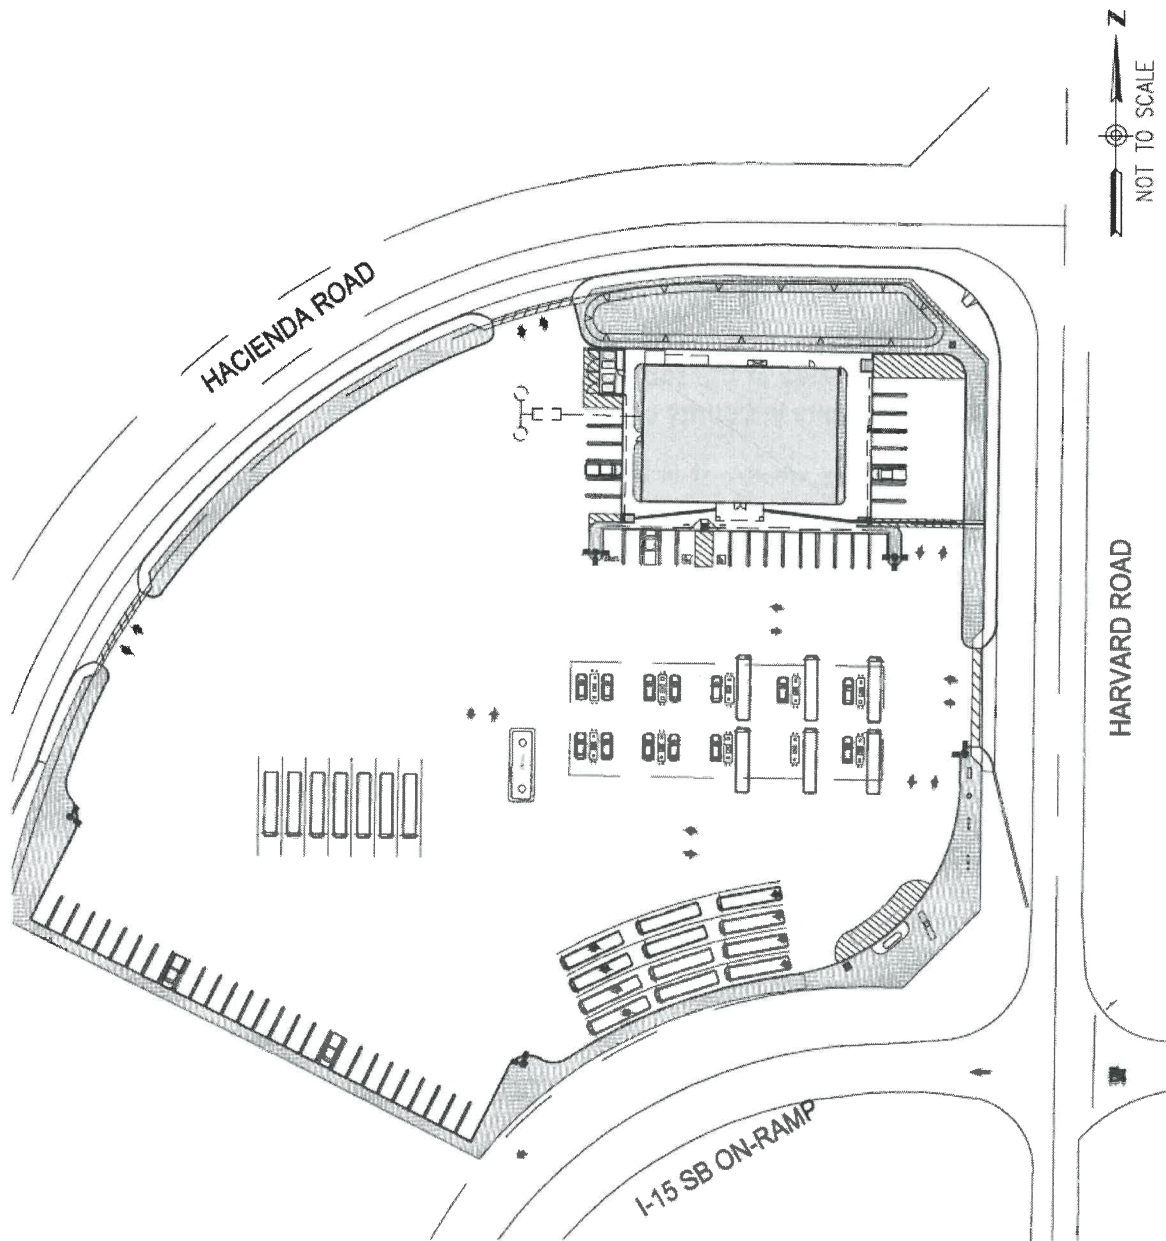 N
NOT TO SCALE
HACIENDA ROAD
HARVARD ROAD
I-15 SB ON-RAMP